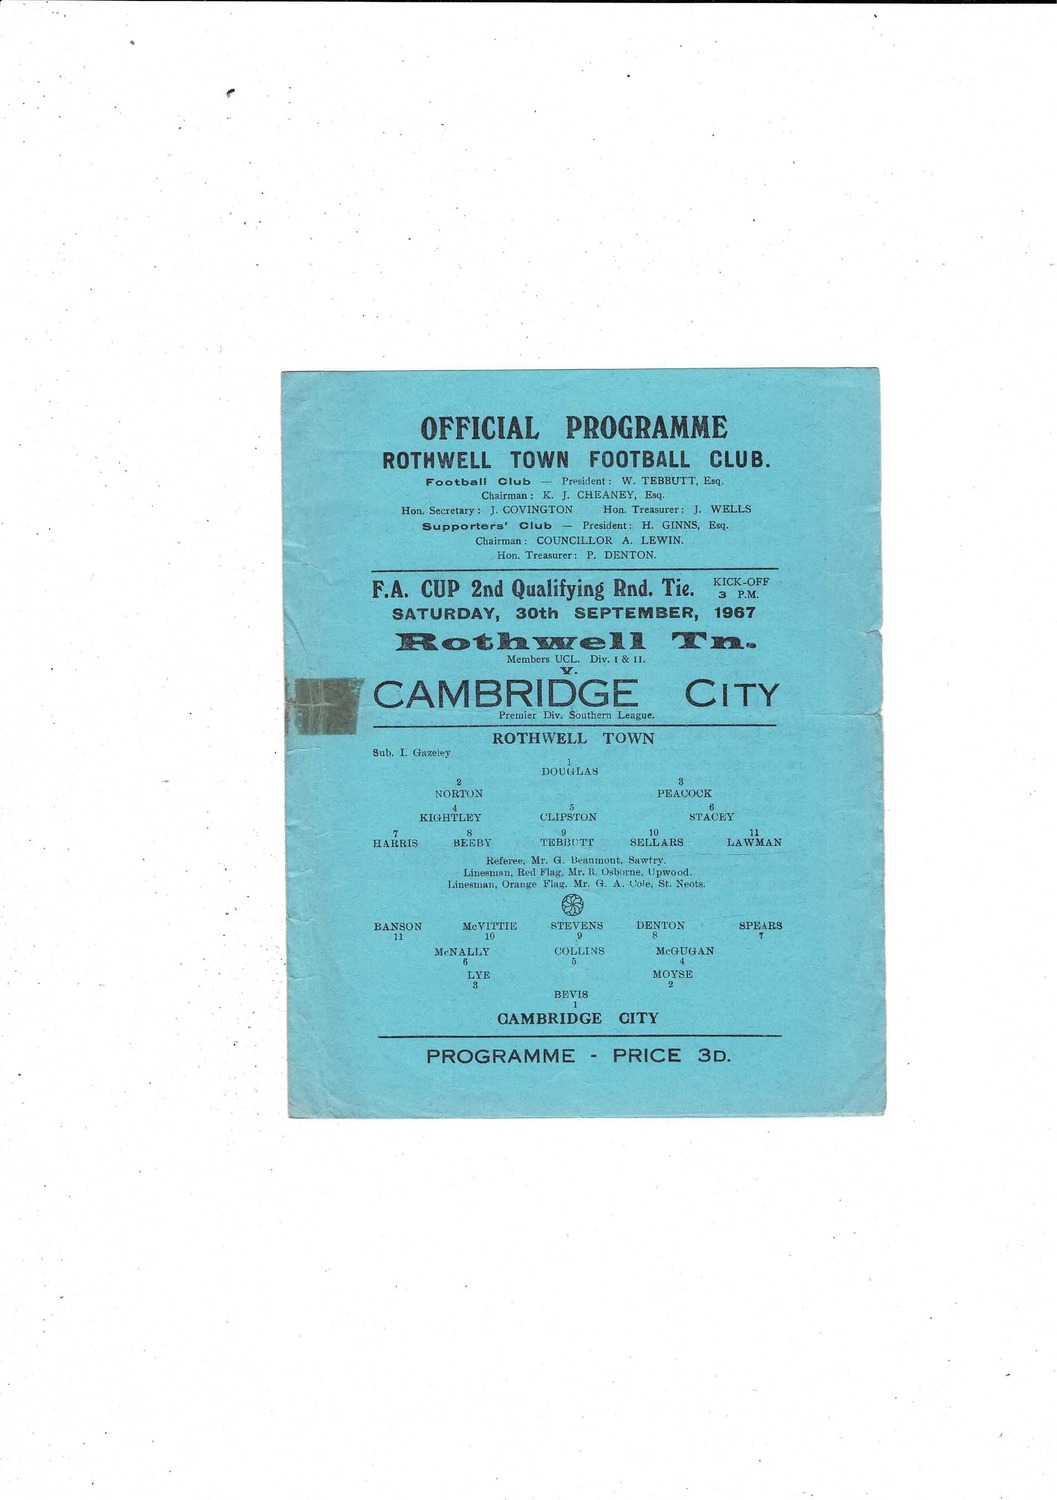 OFFICIAL PROGRAMME
ROTHWELL TOWN FOOTBALL CLUB.
Football Club — President: W. TEBBUTT, Esq.
Chairman: K. J. CHEANEY, Esq.
Hon. Secretary: J. COVINGTON Hon. Treasurer: J. WELLS
Supporters' Club — President: H. GINNS, Esq.
Chairman: COUNCILLOR A. LEWIN.
Hon. Treasurer: P. DENTON.
F.A. CUP 2nd Qualifying Rnd. Tie. KICK-OFF 3 P.M.
SATURDAY, 30th SEPTEMBER, 1967
Rothwell Tn.
Members UCL. Div. I & II.
V.
CAMBRIDGE CITY
Premier Div. Southern League.
ROTHWELL TOWN
Sub. I. Gazeley
1
DOUGLAS
2 3
NORTON PEACOCK
4 5 6
KIGHTLEY CLIPSTON STACEY
7 8 9 10 11
HARRIS BEEBY TEBBUTT SELLARS LAWMAN
Referee, Mr. G. Beaumont, Sawtry.
Linesman, Red Flag, Mr. R. Osborne, Upwood.
Linesman, Orange Flag, Mr. G. A. Cole, St. Neots.
BANSON McVITTIE STEVENS DENTON SPEARS
11 10 9 8 7
McNALLY COLLINS McGUGAN
6 5 4
LYE MOYSE
3 2
BEVIS
1
CAMBRIDGE CITY
PROGRAMME - PRICE 3D.